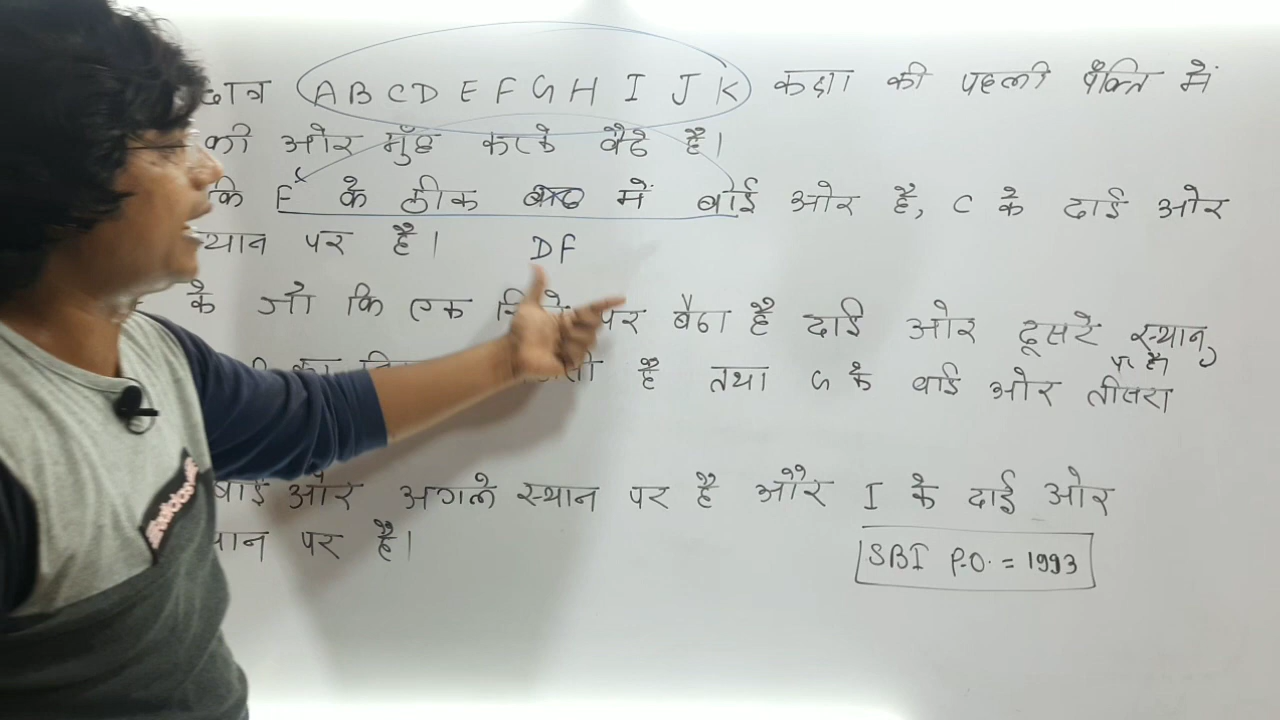 छात्र A B C D E F G H I J K कक्षा की पहली पंक्ति में
की ओर मुँह करके बैठे है।
कि F के ठीक में बाई ओर है, C के दाई ओर
स्थान पर है। DF
के जो कि एक पर बैठा है दाई ओर दूसरे स्थान
पर है।
है तथा G के बाई ओर तीसरा
बाई ओर अगले स्थान पर है और I के दाई ओर
स्थान पर है।
SBI P.O. = 1993